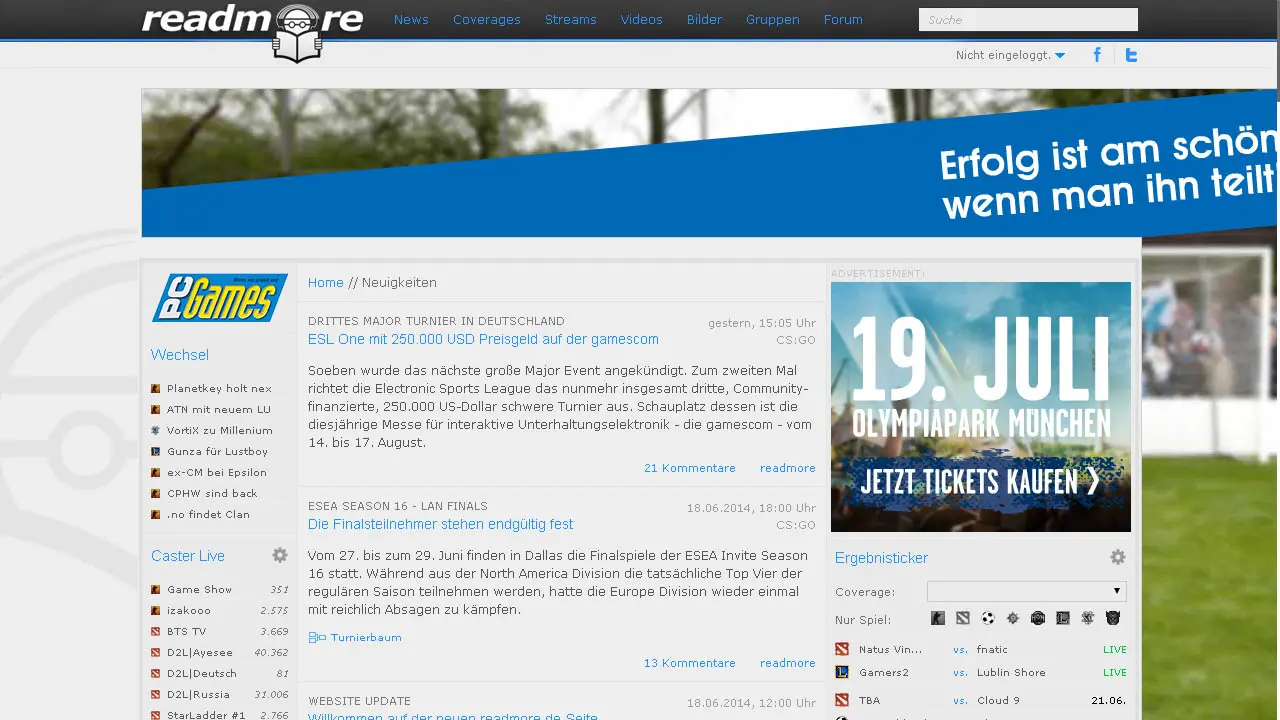 readmore
News Coverages Streams Videos Bilder Gruppen Forum
Suche
Nicht eingeloggt.
Erfolg ist am schön
wenn man ihn teilt
PC Games
Wechsel
Planetkey holt nex
ATN mit neuem LU
VortiX zu Millenium
Gunza für Lustboy
ex-CM bei Epsilon
CPHW sind back
.no findet Clan
Caster Live
Game Show 351
izakooo 2.575
BTS TV 3.669
D2L|Ayesee 40.362
D2L|Deutsch 81
D2L|Russia 31.006
StarLadder #1 2.766
Home // Neuigkeiten
DRITTES MAJOR TURNIER IN DEUTSCHLAND
gestern, 15:05 Uhr
ESL One mit 250.000 USD Preisgeld auf der gamescom
CS:GO
Soeben wurde das nächste große Major Event angekündigt. Zum zweiten Mal
richtet die Electronic Sports League das nunmehr insgesamt dritte, Community-
finanzierte, 250.000 US-Dollar schwere Turnier aus. Schauplatz dessen ist die
diesjährige Messe für interaktive Unterhaltungselektronik - die gamescom - vom
14. bis 17. August.
21 Kommentare readmore
ESEA SEASON 16 - LAN FINALS
18.06.2014, 18:00 Uhr
Die Finalsteilnehmer stehen endgültig fest
CS:GO
Vom 27. bis zum 29. Juni finden in Dallas die Finalspiele der ESEA Invite Season
16 statt. Während aus der North America Division die tatsächliche Top Vier der
regulären Saison teilnehmen werden, hatte die Europe Division wieder einmal
mit reichlich Absagen zu kämpfen.
Turnierbaum
13 Kommentare readmore
WEBSITE UPDATE
18.06.2014, 12:00 Uhr
Willkommen auf der neuen readmore.de Seite
ADVERTISEMENT:
19. JULI
OLYMPIAPARK MÜNCHEN
JETZT TICKETS KAUFEN ❯
Ergebnisticker
Coverage:
Nur Spiel:
Natus Vin... vs. fnatic LIVE
Gamers2 vs. Lublin Shore LIVE
TBA vs. Cloud 9 21.06.